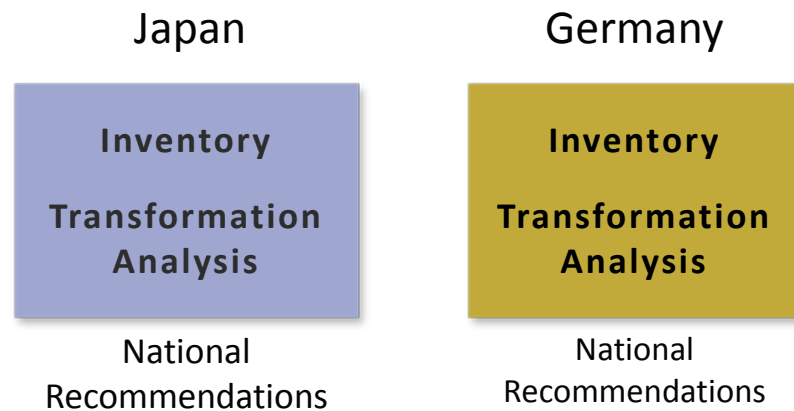 Japan
Germany
Inventory
Transformation
Analysis
Inventory
Transformation
Analysis
National
Recommendations
National
Recommendations